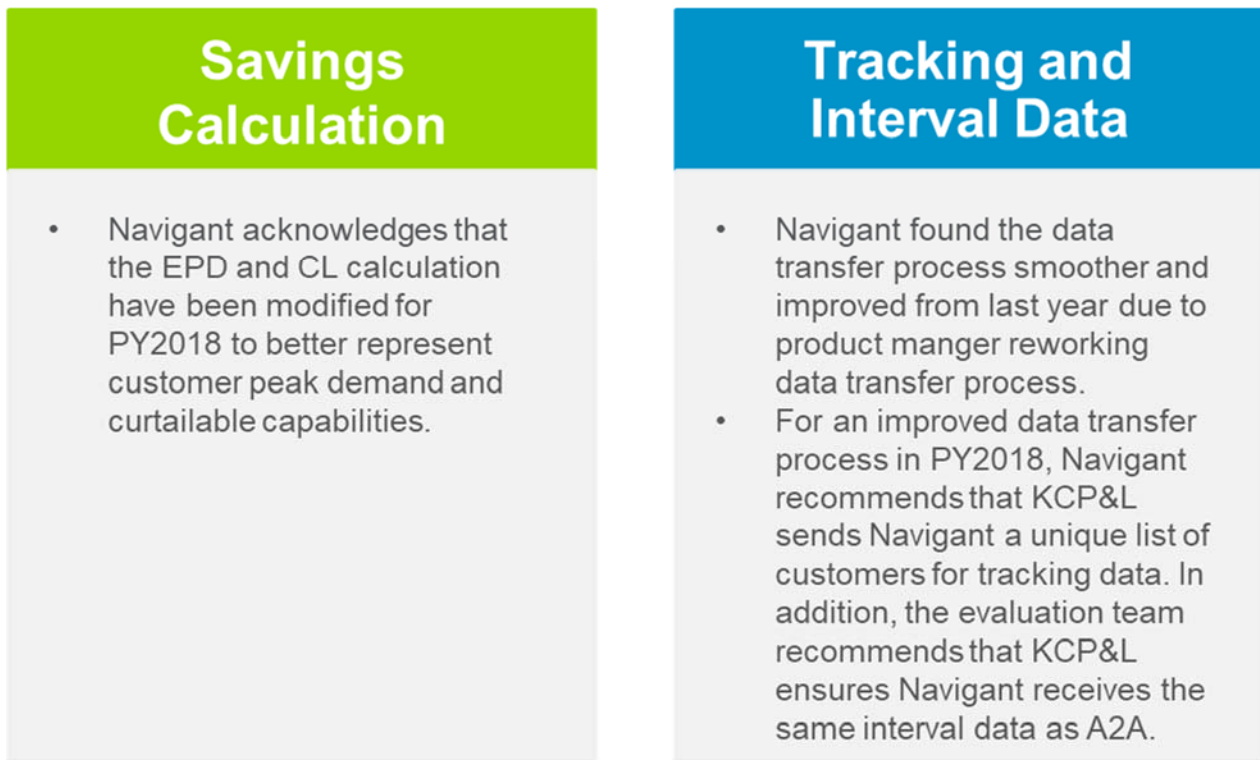 Savings
Calculation
• Navigant acknowledges that
the EPD and CL calculation
have been modified for
PY2018 to better represent
customer peak demand and
curtailable capabilities.
Tracking and
Interval Data
• Navigant found the data
transfer process smoother and
improved from last year due to
product manger reworking
data transfer process.
• For an improved data transfer
process in PY2018, Navigant
recommends that KCP&L
sends Navigant a unique list of
customers for tracking data. In
addition, the evaluation team
recommends that KCP&L
ensures Navigant receives the
same interval data as A2A.